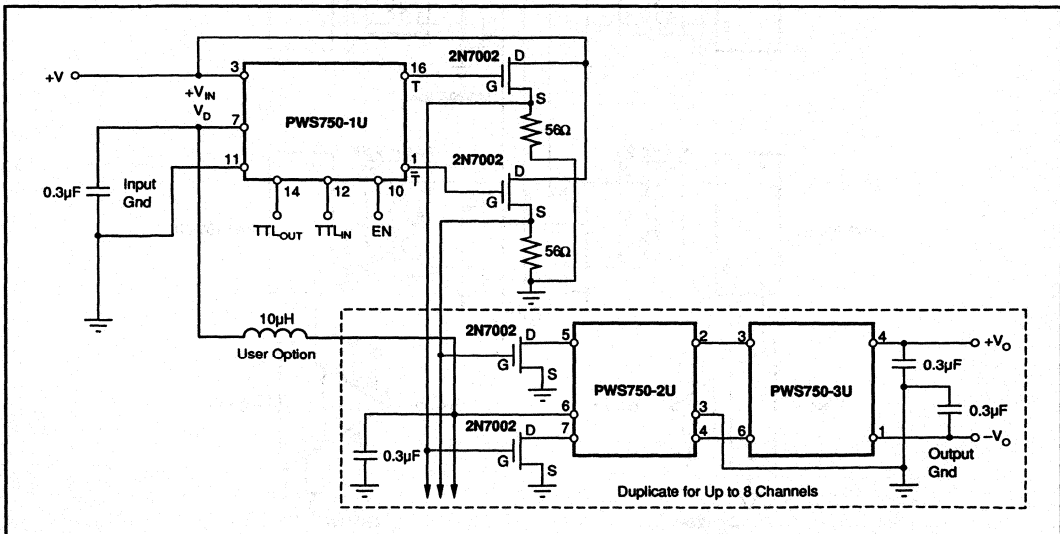 2N7002
D
+V
3
16
G
+V_IN
T
S
V_D
7
PWS750-1U
56Ω
2N7002
D
11
1
T̅
0.3µF
Input
Gnd
G
S
14
12
10
TTL_OUT
TTL_IN
EN
56Ω
10µH
User Option
2N7002
D
5
2
3
4
+V_O
G
S
0.3µF
PWS750-2U
PWS750-3U
6
3
0.3µF
2N7002
D
7
4
6
1
–V_O
0.3µF
G
S
Output
Gnd
Duplicate for Up to 8 Channels